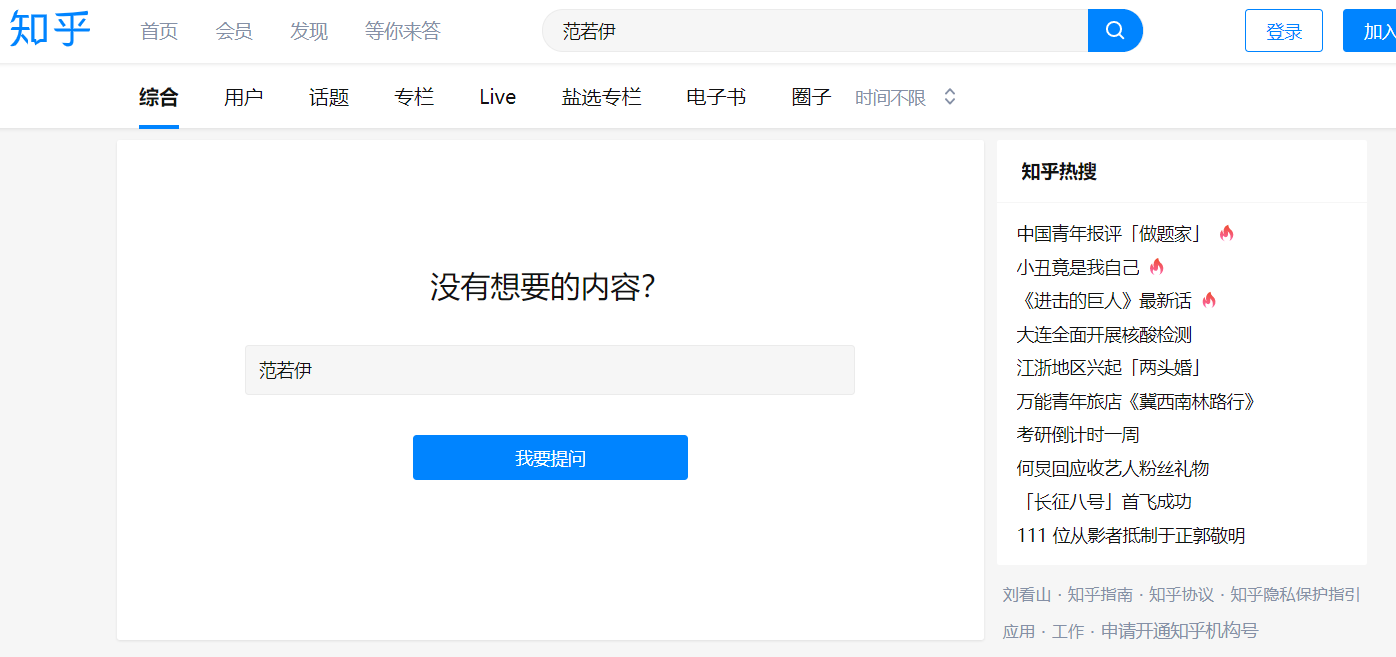 知乎 首页 会员 发现 等你来答 范若伊 登录 加入
综合 用户 话题 专栏 Live 盐选专栏 电子书 圈子 时间不限
没有想要的内容?
范若伊
我要提问
知乎热搜
中国青年报评「做题家」
小丑竟是我自己
《进击的巨人》最新话
大连全面开展核酸检测
江浙地区兴起「两头婚」
万能青年旅店《冀西南林路行》
考研倒计时一周
何炅回应收艺人粉丝礼物
「长征八号」首飞成功
111 位从影者抵制于正郭敬明
刘看山 · 知乎指南 · 知乎协议 · 知乎隐私保护指引
应用 · 工作 · 申请开通知乎机构号